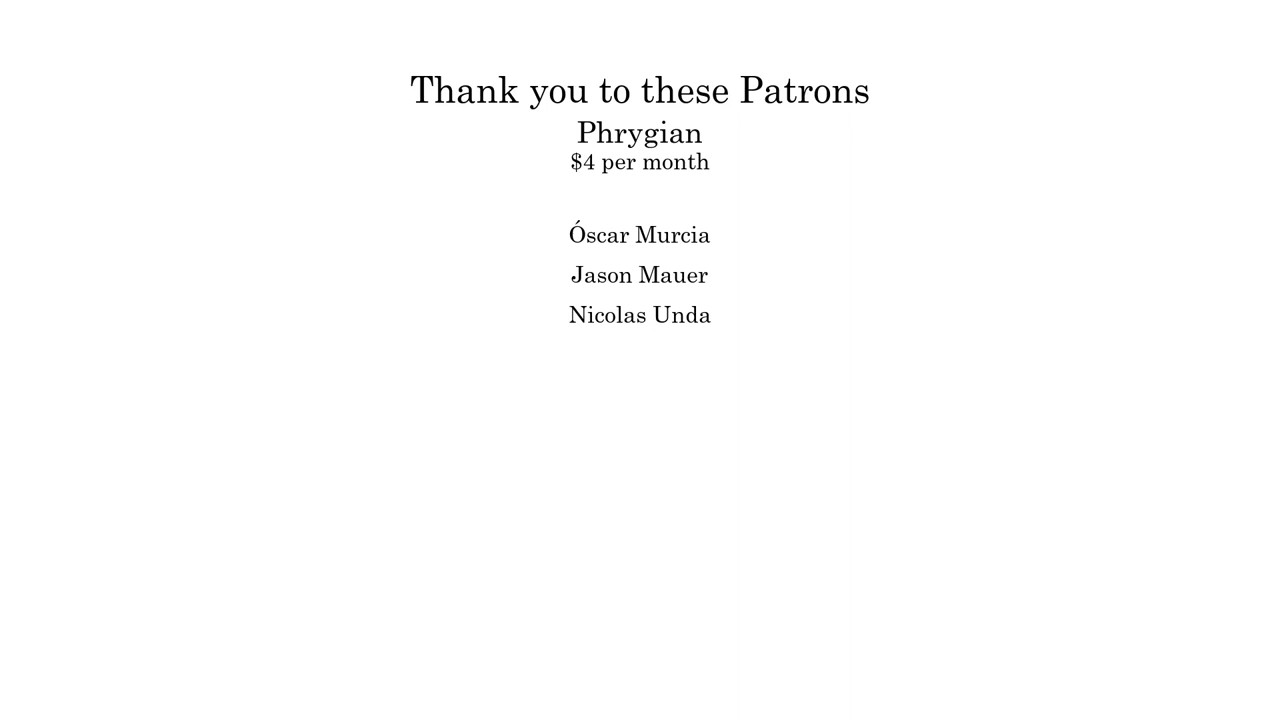 Thank you to these Patrons
Phrygian
$4 per month
Óscar Murcia
Jason Mauer
Nicolas Unda